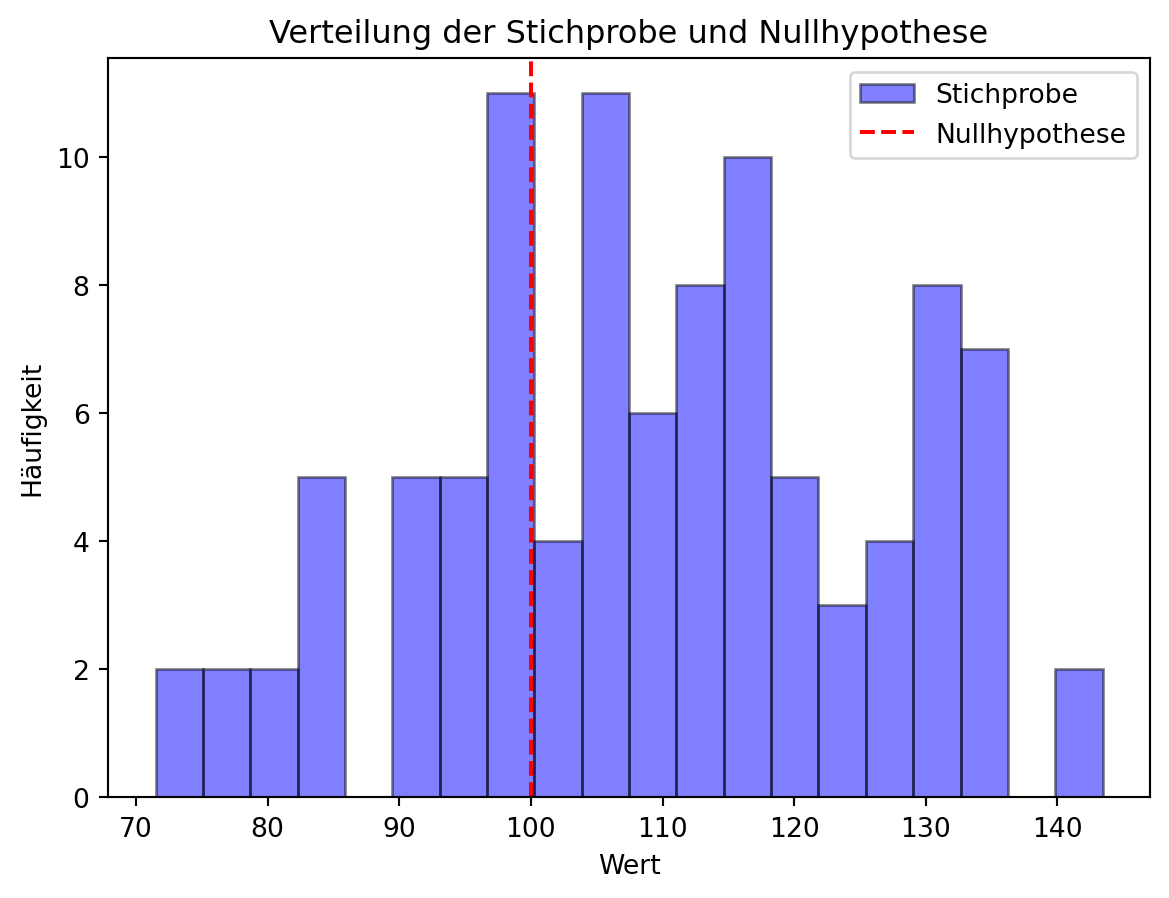 Verteilung der Stichprobe und Nullhypothese
Stichprobe
Nullhypothese
Häufigkeit
10
8
6
4
2
0
70 80 90 100 110 120 130 140
Wert